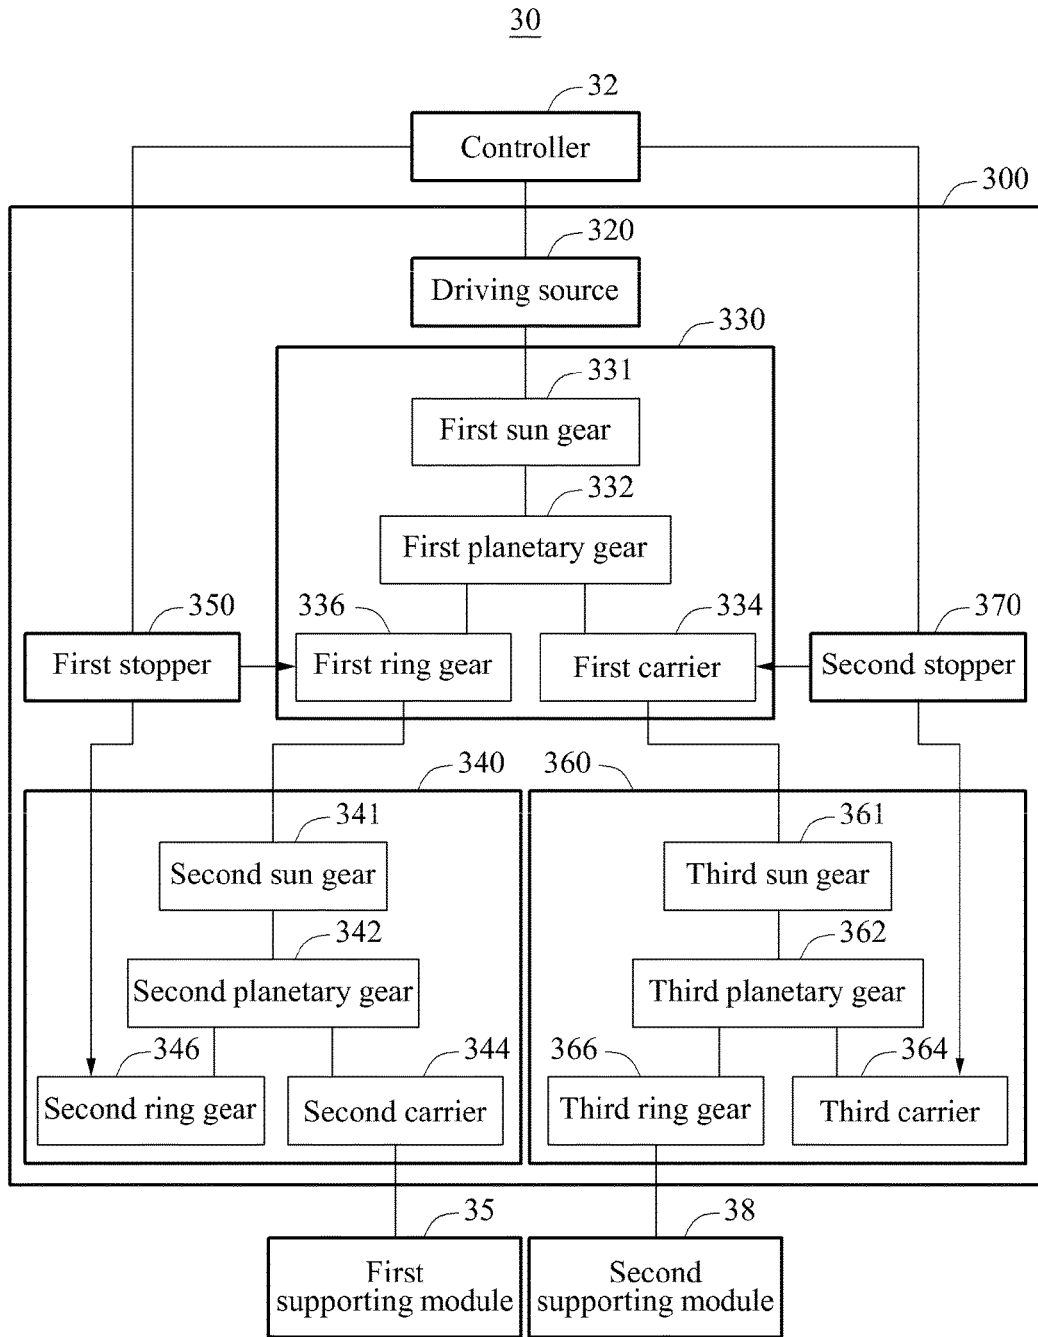 30
32
Controller
300
320
Driving source
330
331
First sun gear
332
First planetary gear
350
336
334
370
First stopper
First ring gear
First carrier
Second stopper
340
360
341
361
Second sun gear
Third sun gear
342
362
Second planetary gear
Third planetary gear
346
344
366
364
Second ring gear
Second carrier
Third ring gear
Third carrier
35
38
First
supporting module
Second
supporting module